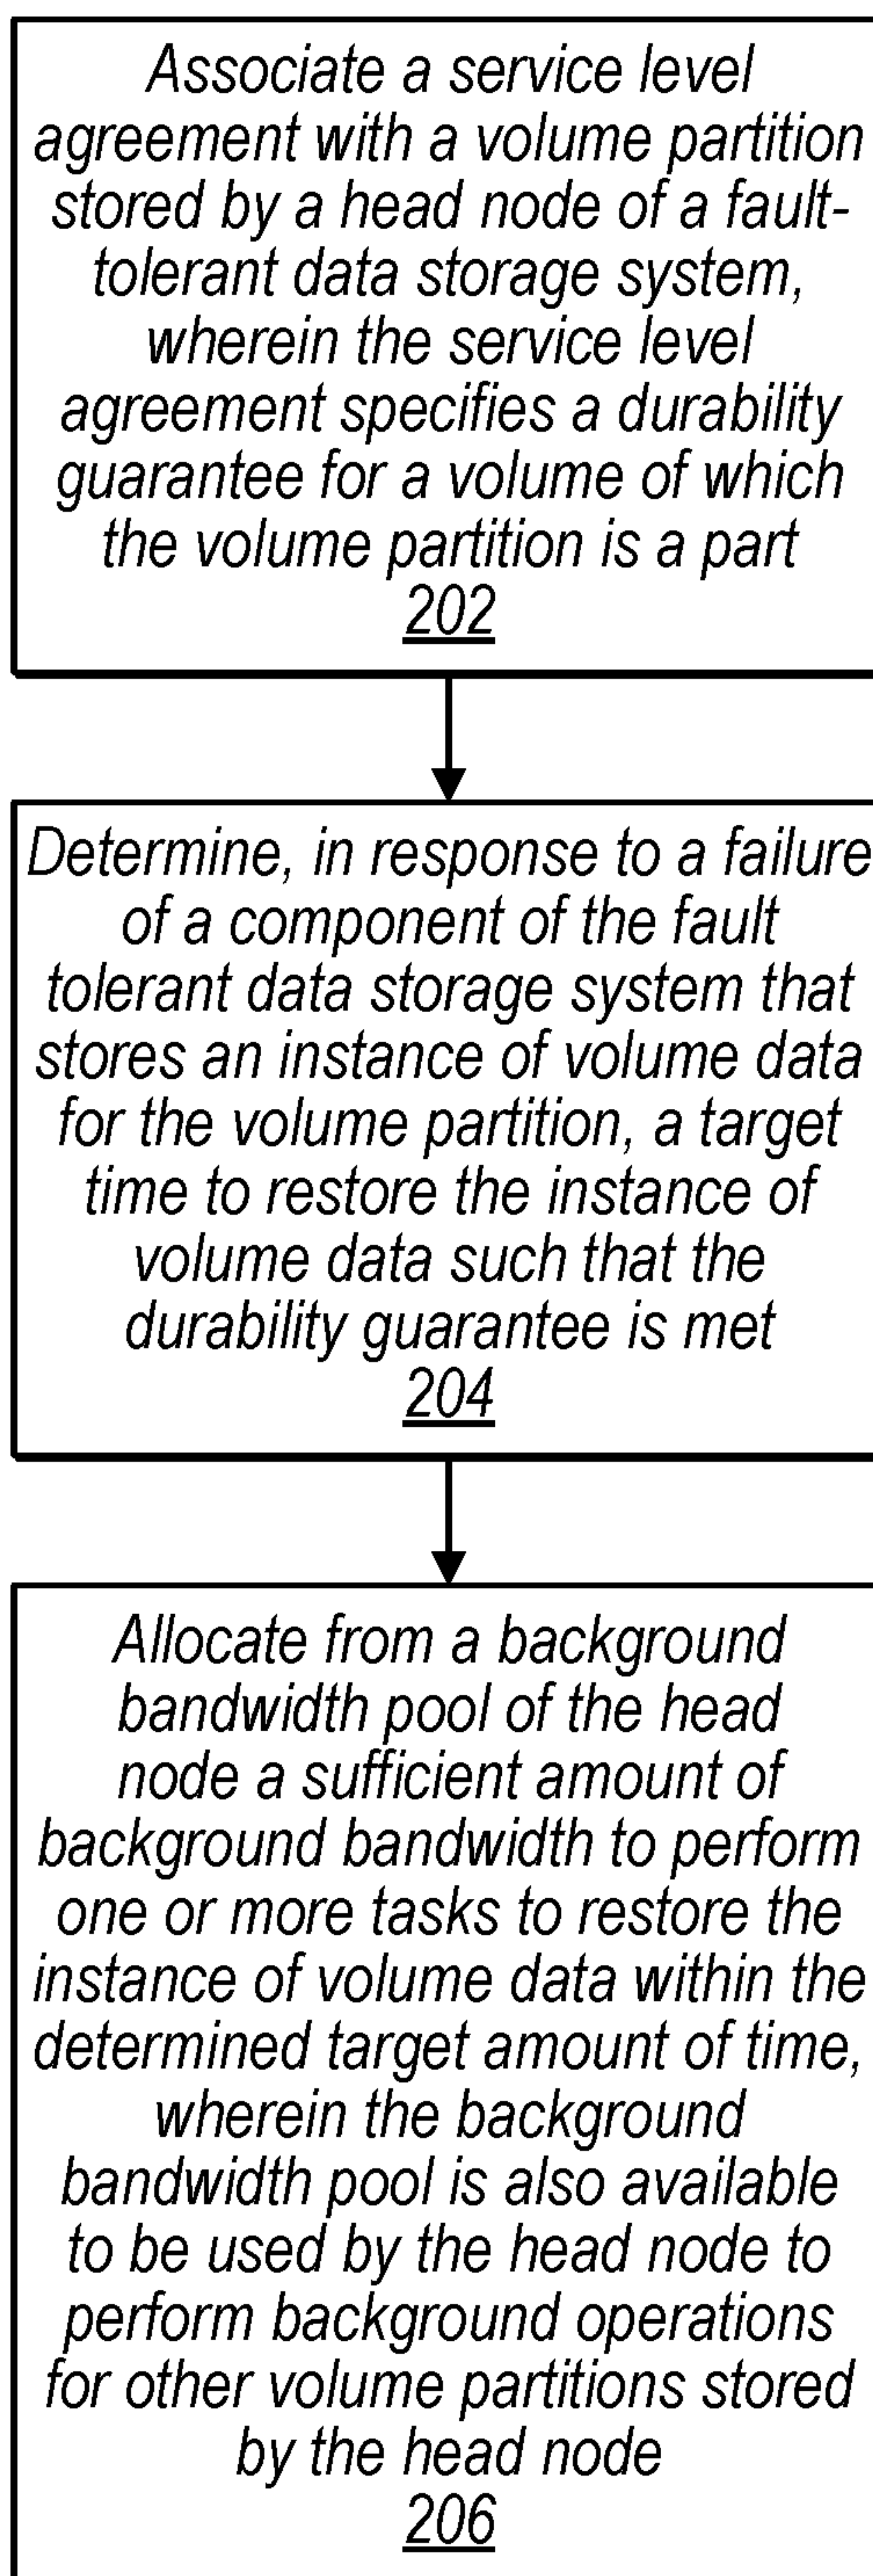 Associate a service level
agreement with a volume partition
stored by a head node of a fault-
tolerant data storage system,
wherein the service level
agreement specifies a durability
guarantee for a volume of which
the volume partition is a part
202
Determine, in response to a failure
of a component of the fault
tolerant data storage system that
stores an instance of volume data
for the volume partition, a target
time to restore the instance of
volume data such that the
durability guarantee is met
204
Allocate from a background
bandwidth pool of the head
node a sufficient amount of
background bandwidth to perform
one or more tasks to restore the
instance of volume data within the
determined target amount of time,
wherein the background
bandwidth pool is also available
to be used by the head node to
perform background operations
for other volume partitions stored
by the head node
206